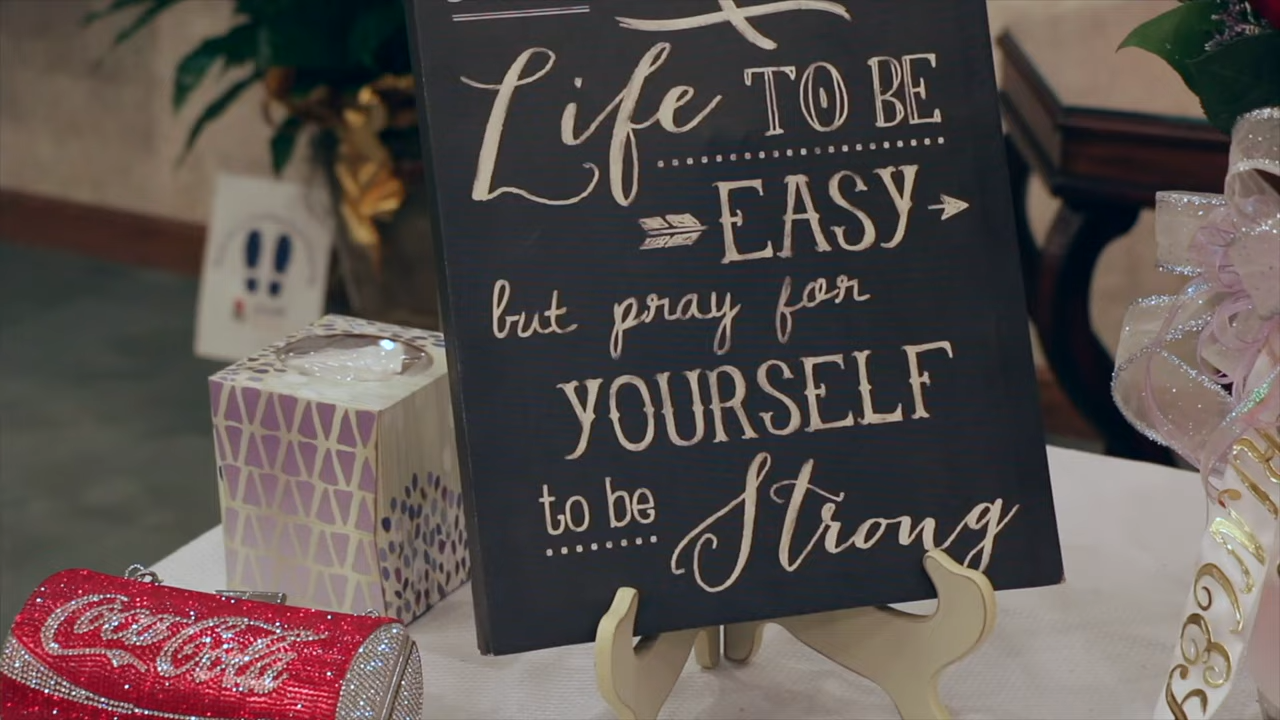 Life TO BE
EASY
but pray for
YOURSELF
to be Strong
Coca-Cola